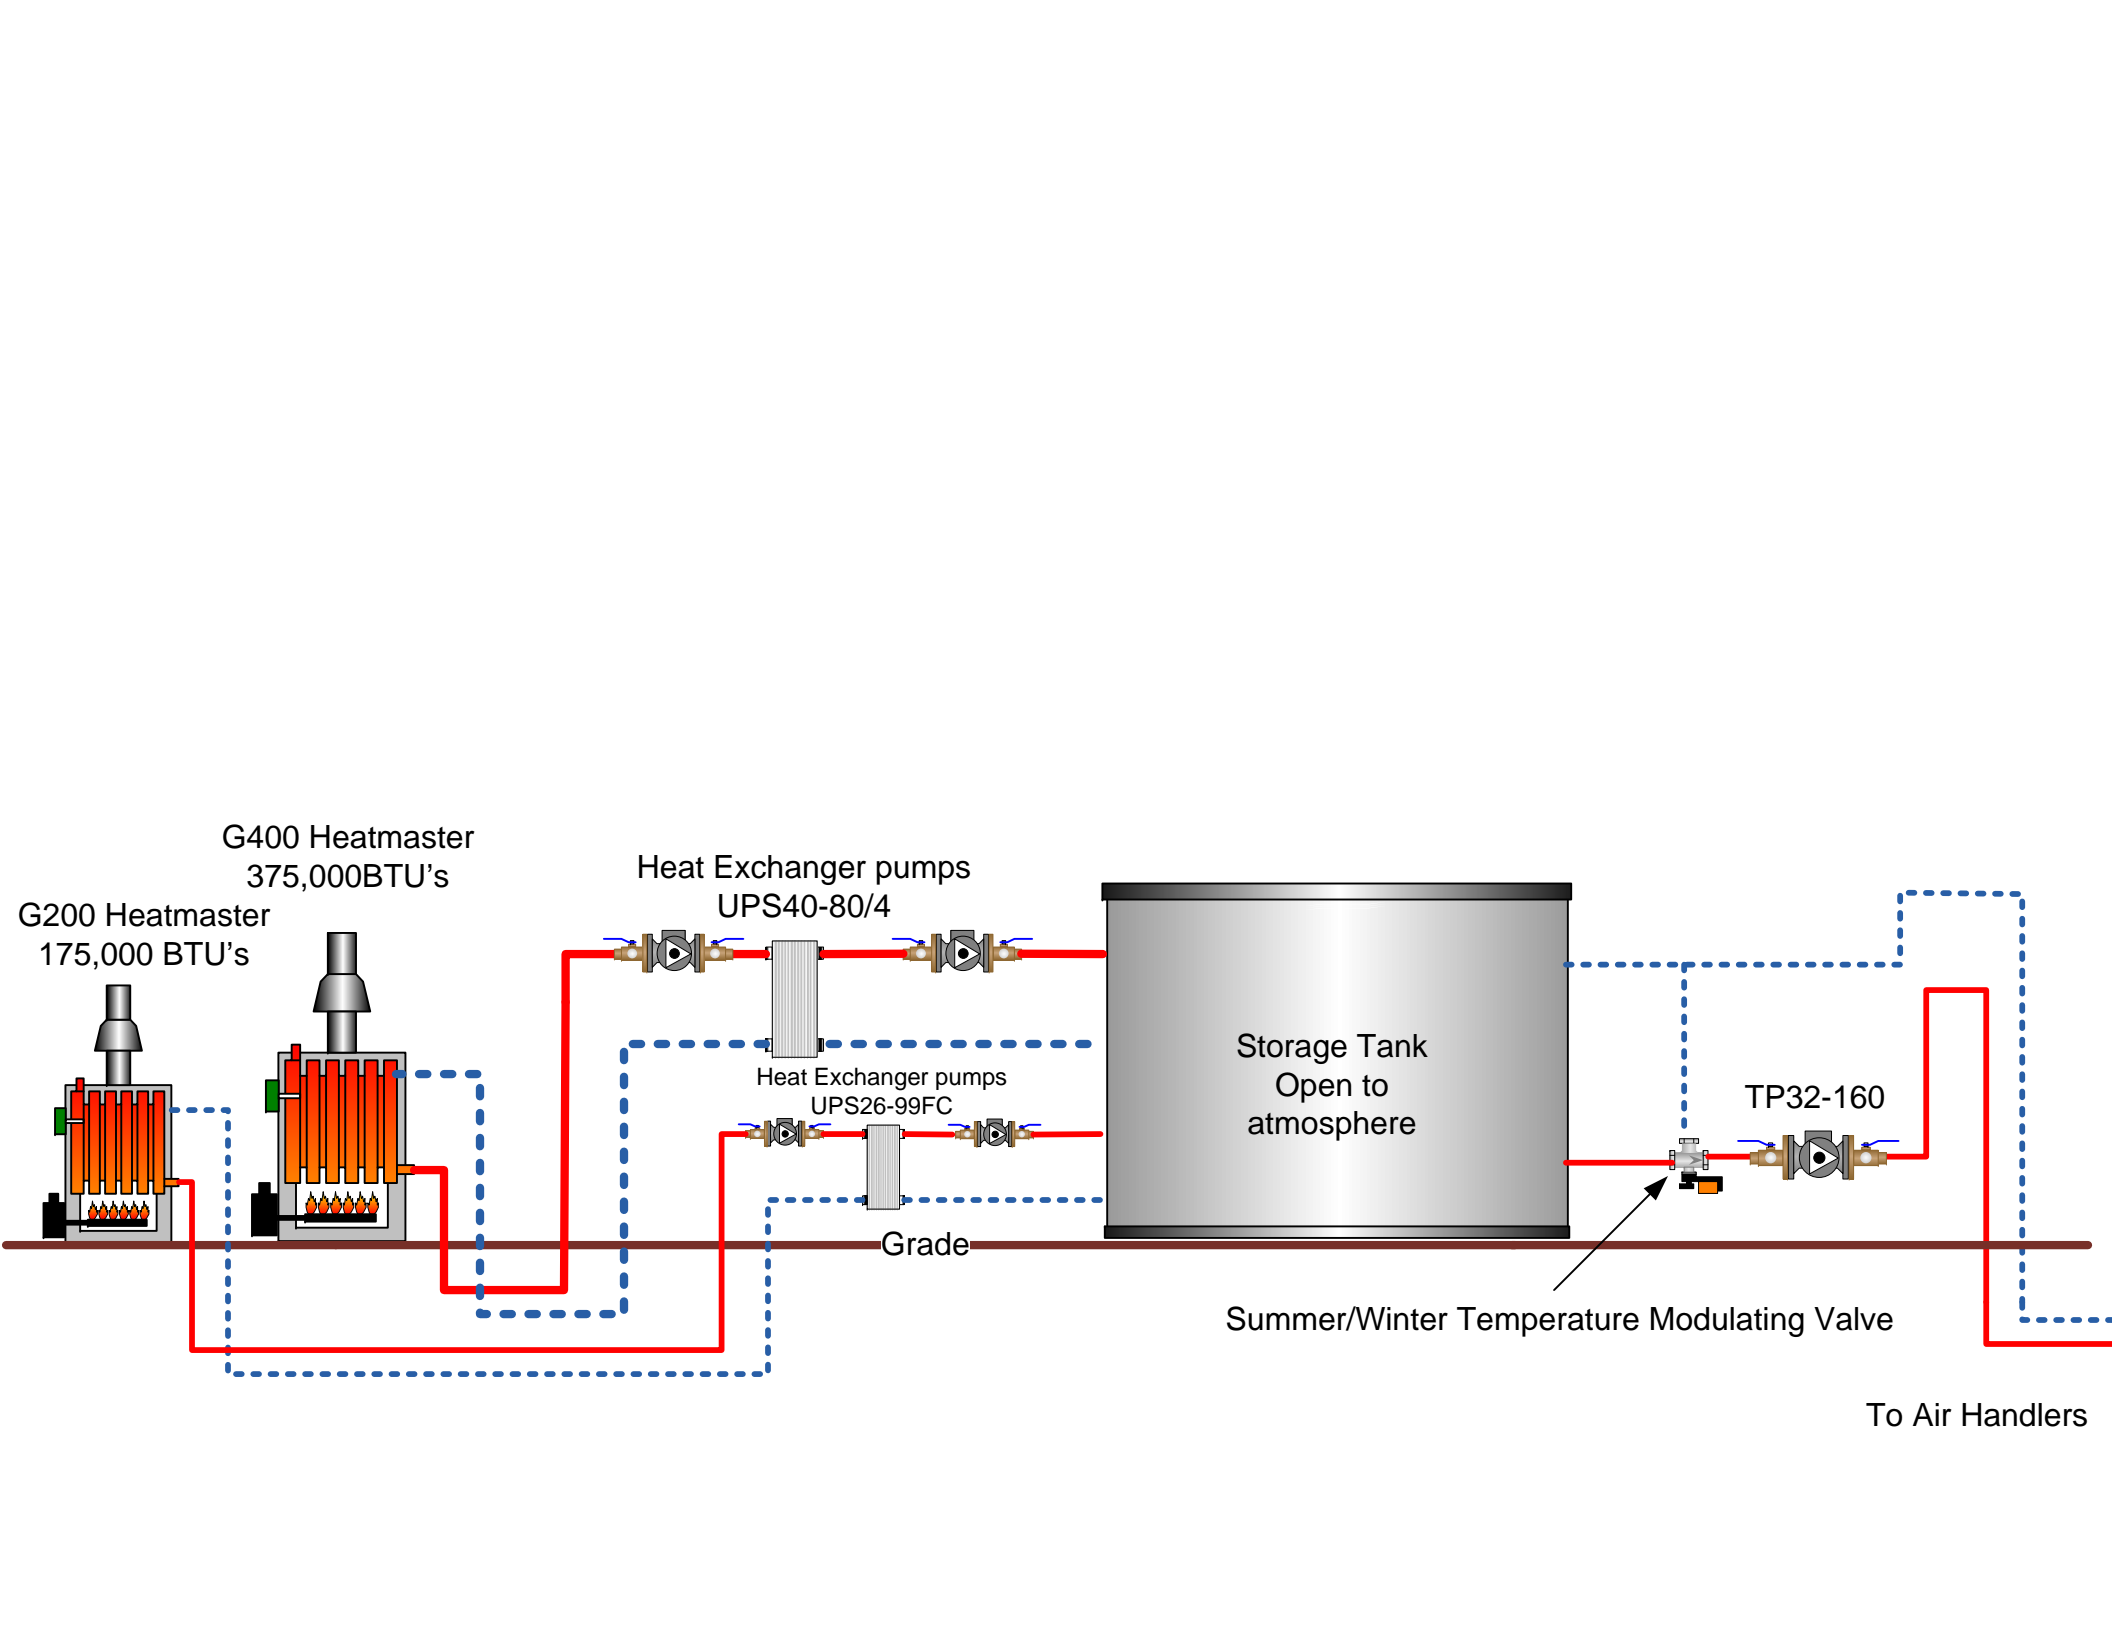 G400 Heatmaster
375,000BTU's
G200 Heatmaster
175,000 BTU's
Heat Exchanger pumps
UPS40-80/4
Heat Exchanger pumps
UPS26-99FC
Storage Tank
Open to
atmosphere
TP32-160
Grade
Summer/Winter Temperature Modulating Valve
To Air Handlers